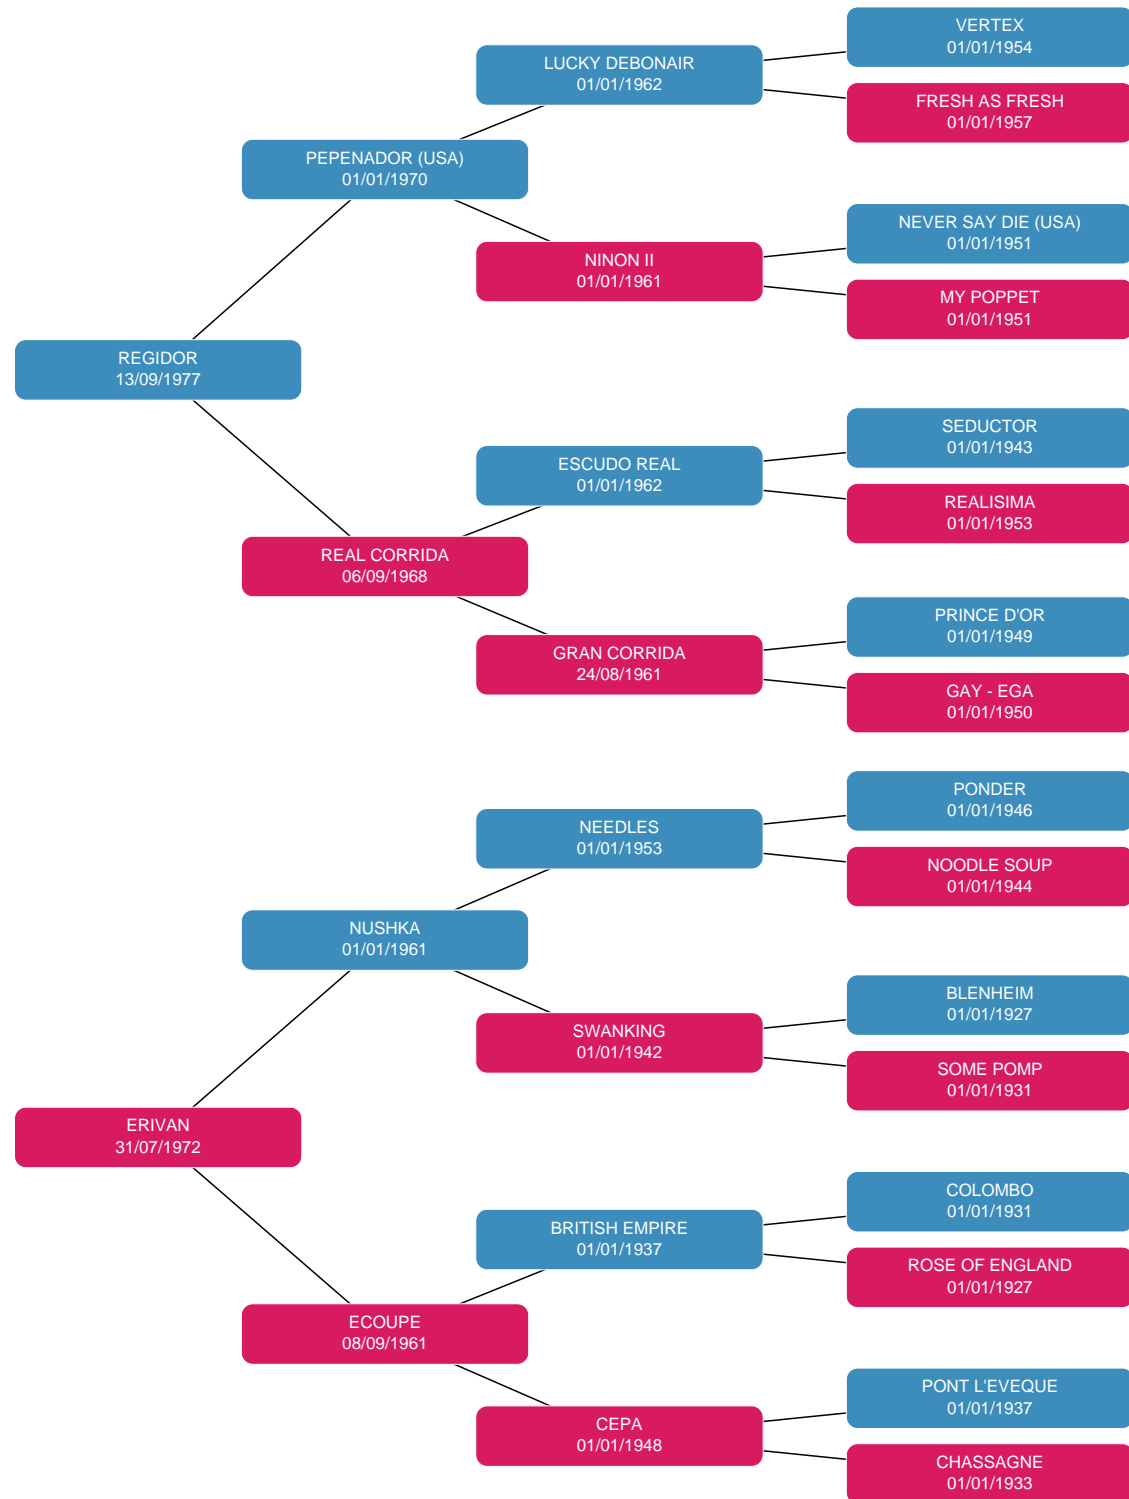 VERTEX
01/01/1954
LUCKY DEBONAIR
01/01/1962
FRESH AS FRESH
01/01/1957
PEPENADOR (USA)
01/01/1970
NEVER SAY DIE (USA)
01/01/1951
NINON II
01/01/1961
MY POPPET
01/01/1951
REGIDOR
13/09/1977
SEDUCTOR
01/01/1943
ESCUDO REAL
01/01/1962
REALISIMA
01/01/1953
REAL CORRIDA
06/09/1968
PRINCE D'OR
01/01/1949
GRAN CORRIDA
24/08/1961
GAY - EGA
01/01/1950
PONDER
01/01/1946
NEEDLES
01/01/1953
NOODLE SOUP
01/01/1944
NUSHKA
01/01/1961
BLENHEIM
01/01/1927
SWANKING
01/01/1942
SOME POMP
01/01/1931
ERIVAN
31/07/1972
COLOMBO
01/01/1931
BRITISH EMPIRE
01/01/1937
ROSE OF ENGLAND
01/01/1927
ECOUPE
08/09/1961
PONT L'EVEQUE
01/01/1937
CEPA
01/01/1948
CHASSAGNE
01/01/1933